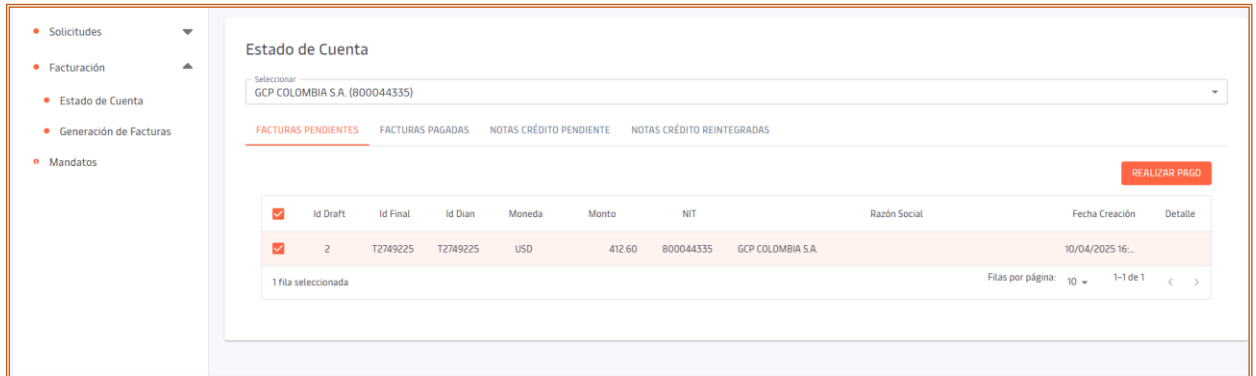 Solicitudes
Facturación
Estado de Cuenta
Generación de Facturas
Mandatos
Estado de Cuenta
Seleccionar
GCP COLOMBIA S.A. (800044335)
FACTURAS PENDIENTES FACTURAS PAGADAS NOTAS CRÉDITO PENDIENTE NOTAS CRÉDITO REINTEGRADAS
REALIZAR PAGO
Id Draft Id Final Id Dian Moneda Monto NIT Razón Social Fecha Creación Detalle
2 T2749225 T2749225 USD 412.60 800044335 GCP COLOMBIA S.A. 10/04/2025 16:...
1 fila seleccionada Filas por página: 10 1–1 de 1